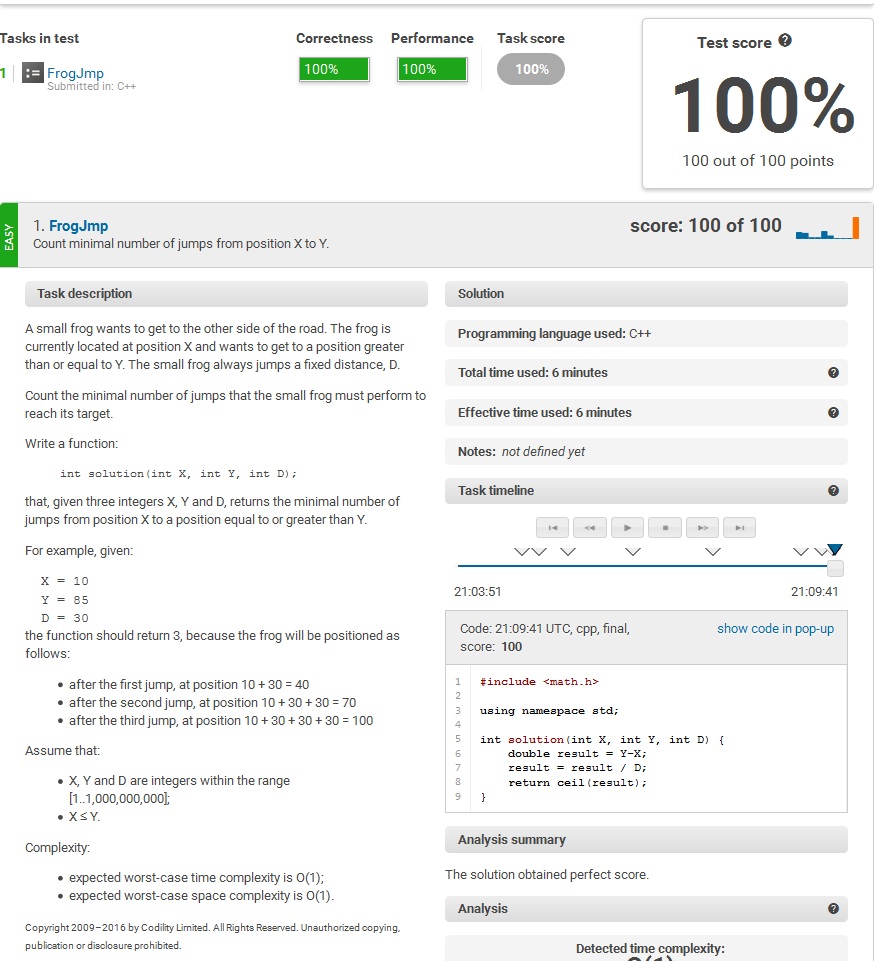 Tasks in test
Correctness
Performance
Task score
1
FrogJmp
Submitted in: C++
100%
100%
100%
Test score ?
100%
100 out of 100 points
EASY
1. FrogJmp
Count minimal number of jumps from position X to Y.
score: 100 of 100
Task description
A small frog wants to get to the other side of the road. The frog is
currently located at position X and wants to get to a position greater
than or equal to Y. The small frog always jumps a fixed distance, D.
Count the minimal number of jumps that the small frog must perform to
reach its target.
Write a function:
int solution(int X, int Y, int D);
that, given three integers X, Y and D, returns the minimal number of
jumps from position X to a position equal to or greater than Y.
For example, given:
X = 10
Y = 85
D = 30
the function should return 3, because the frog will be positioned as
follows:
• after the first jump, at position 10 + 30 = 40
• after the second jump, at position 10 + 30 + 30 = 70
• after the third jump, at position 10 + 30 + 30 + 30 = 100
Assume that:
• X, Y and D are integers within the range
[1..1,000,000,000];
• X ≤ Y.
Complexity:
• expected worst-case time complexity is O(1);
• expected worst-case space complexity is O(1).
Copyright 2009–2016 by Codility Limited. All Rights Reserved. Unauthorized copying,
publication or disclosure prohibited.
Solution
Programming language used: C++
Total time used: 6 minutes ?
Effective time used: 6 minutes ?
Notes: not defined yet
Task timeline ?
21:03:51
21:09:41
Code: 21:09:41 UTC, cpp, final,
score: 100
show code in pop-up
1 #include <math.h>
2
3 using namespace std;
4
5 int solution(int X, int Y, int D) {
6 double result = Y-X;
7 result = result / D;
8 return ceil(result);
9 }
Analysis summary
The solution obtained perfect score.
Analysis ?
Detected time complexity: